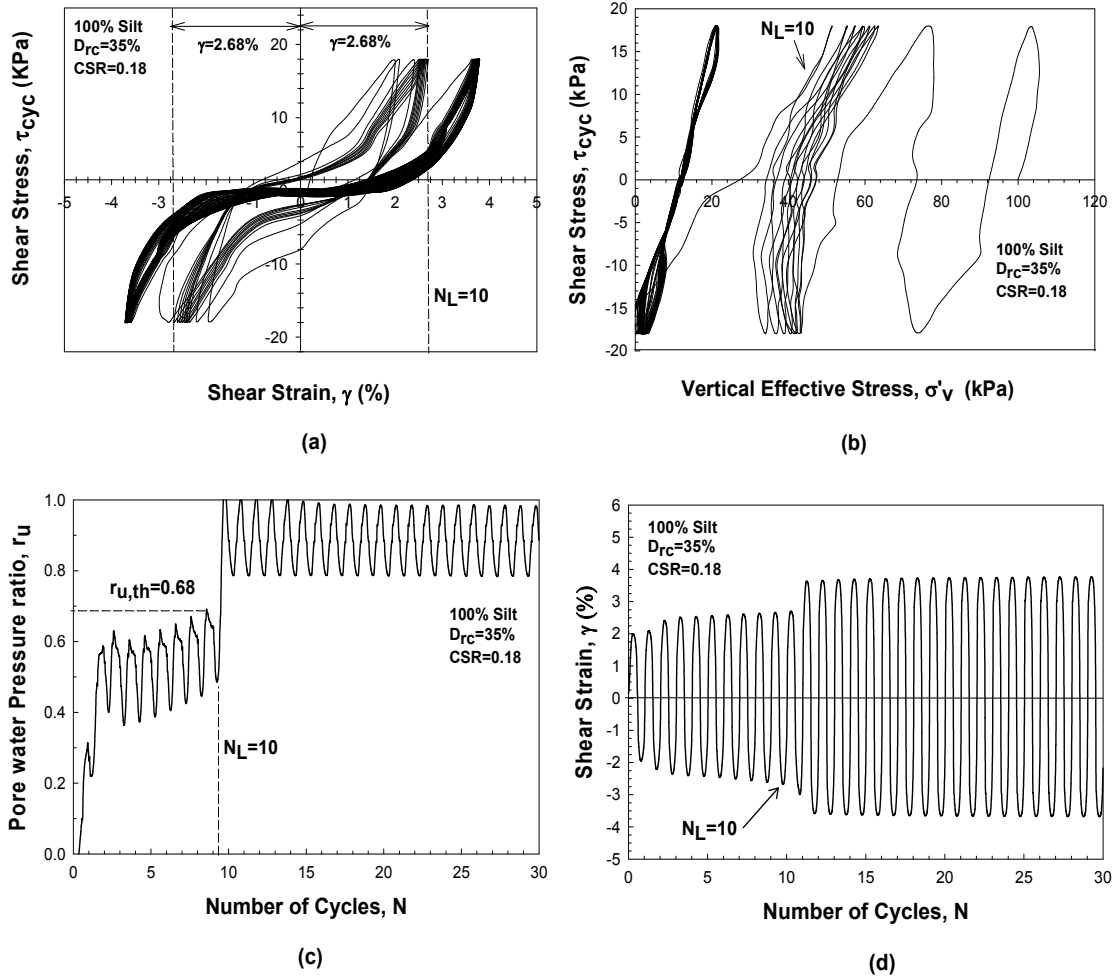 100% Silt
Drc=35%
CSR=0.18
γ=2.68%
γ=2.68%
20
10
0
-10
-20
-5
-4
-3
-2
-1
0
1
2
3
4
5
NL=10
Shear Stress, τcyc (KPa)
Shear Strain, γ (%)
(a)
20
15
10
5
0
-5
-10
-15
-20
0
20
40
60
80
100
120
NL=10
100% Silt
Drc=35%
CSR=0.18
Shear Stress, τcyc (kPa)
Vertical Effective Stress, σ'v (kPa)
(b)
1.0
0.8
0.6
0.4
0.2
0.0
0
5
10
15
20
25
30
ru,th=0.68
100% Silt
Drc=35%
CSR=0.18
NL=10
Pore water Pressure ratio, ru
Number of Cycles, N
(c)
6
5
4
3
2
1
0
-1
-2
-3
-4
-5
0
5
10
15
20
25
30
100% Silt
Drc=35%
CSR=0.18
NL=10
Shear Strain, γ (%)
Number of Cycles, N
(d)